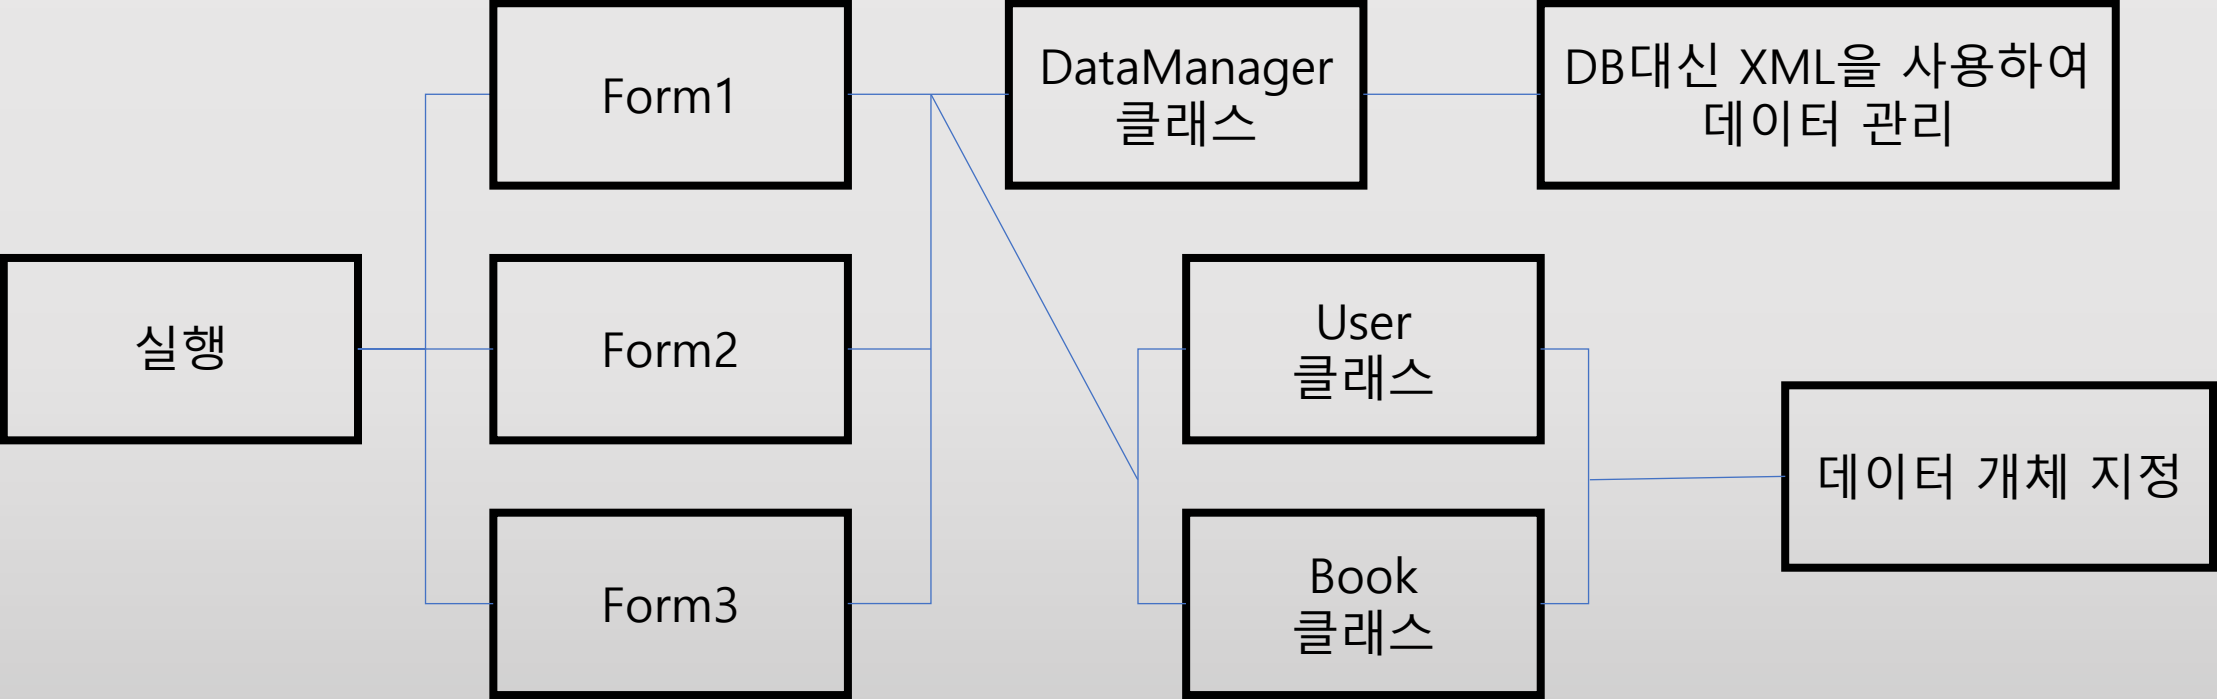 Form1
DataManager
클래스
DB대신 XML을 사용하여
데이터 관리
실행
Form2
User
클래스
데이터 개체 지정
Form3
Book
클래스